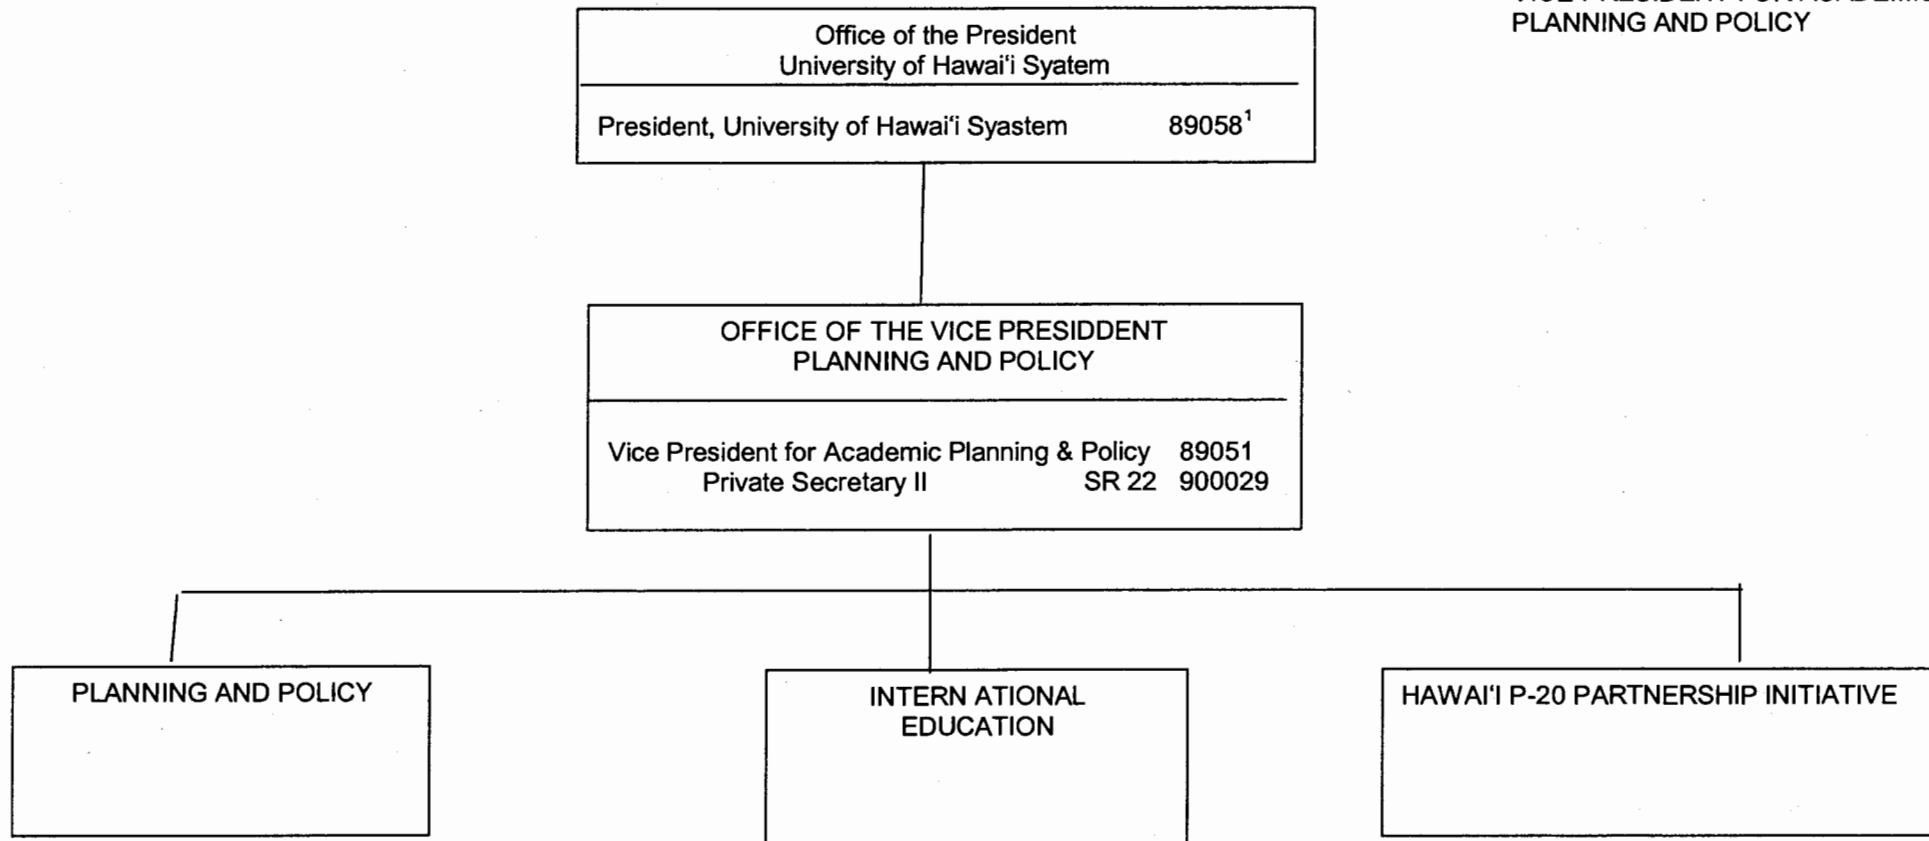 PLANNING AND POLICY
Office of the President
University of Hawai'i Syatem
President, University of Hawai'i Syastem 89058¹
OFFICE OF THE VICE PRESIDDENT
PLANNING AND POLICY
Vice President for Academic Planning & Policy 89051
Private Secretary II SR 22 900029
PLANNING AND POLICY
INTERN ATIONAL
EDUCATION
HAWAI'I P-20 PARTNERSHIP INITIATIVE